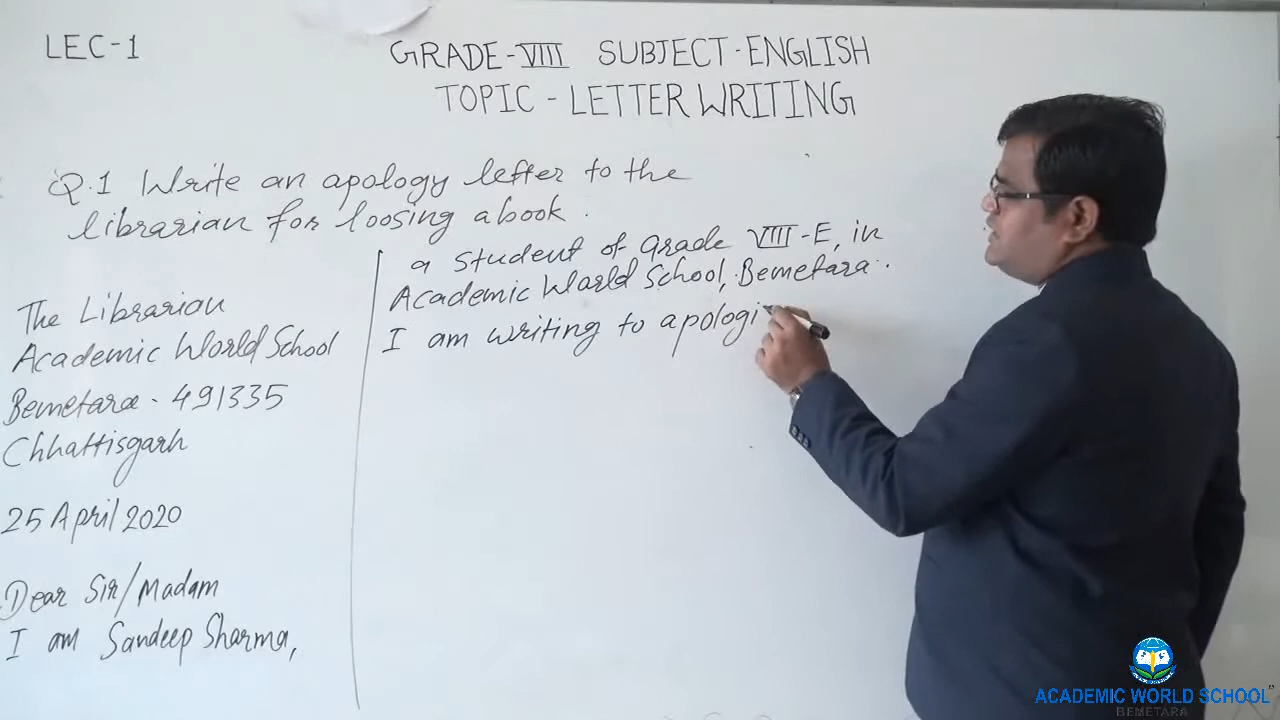 LEC-1
GRADE-VIII SUBJECT-ENGLISH
TOPIC - LETTER WRITING
Q.1 Write an apology letter to the
librarian for loosing a book.
The Librarian
Academic World School
Bemetara - 491335
Chhattisgarh
25 April 2020
Dear Sir/Madam
I am Sandeep Sharma,
a student of Grade VIII-E, in
Academic World School, Bemetara.
I am writing to apologi
ACADEMIC WORLD SCHOOL"
BEMETARA